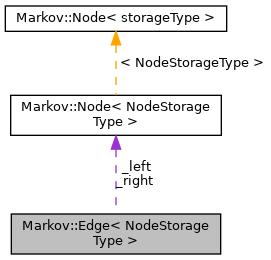 Markov::Node< storageType >
< NodeStorageType >
Markov::Node< NodeStorage
Type >
_left
_right
Markov::Edge< NodeStorage
Type >